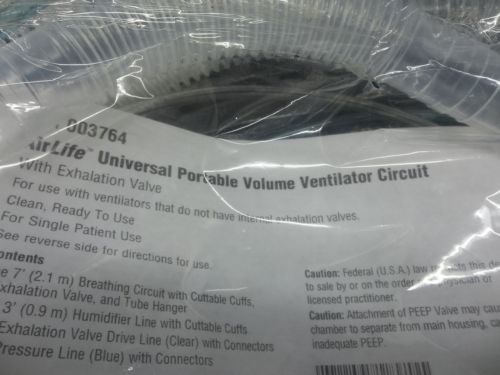 003764
AirLife™ Universal Portable Volume Ventilator Circuit
With Exhalation Valve
For use with ventilators that do not have internal exhalation valves.
Clean, Ready To Use
For Single Patient Use
See reverse side for directions for use.
Contents
7' (2.1 m) Breathing Circuit with Cuttable Cuffs,
Exhalation Valve, and Tube Hanger
3' (0.9 m) Humidifier Line with Cuttable Cuffs
Exhalation Valve Drive Line (Clear) with Connectors
Pressure Line (Blue) with Connectors
Caution: Federal (U.S.A.) law this
to sale by or on the order physician or
licensed practitioner.
Caution: Attachment of PEEP Valve may
chamber to separate from main housing,
inadequate PEEP.